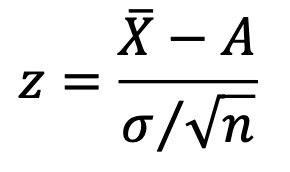 z = (X̄ − A) / (σ/√n)